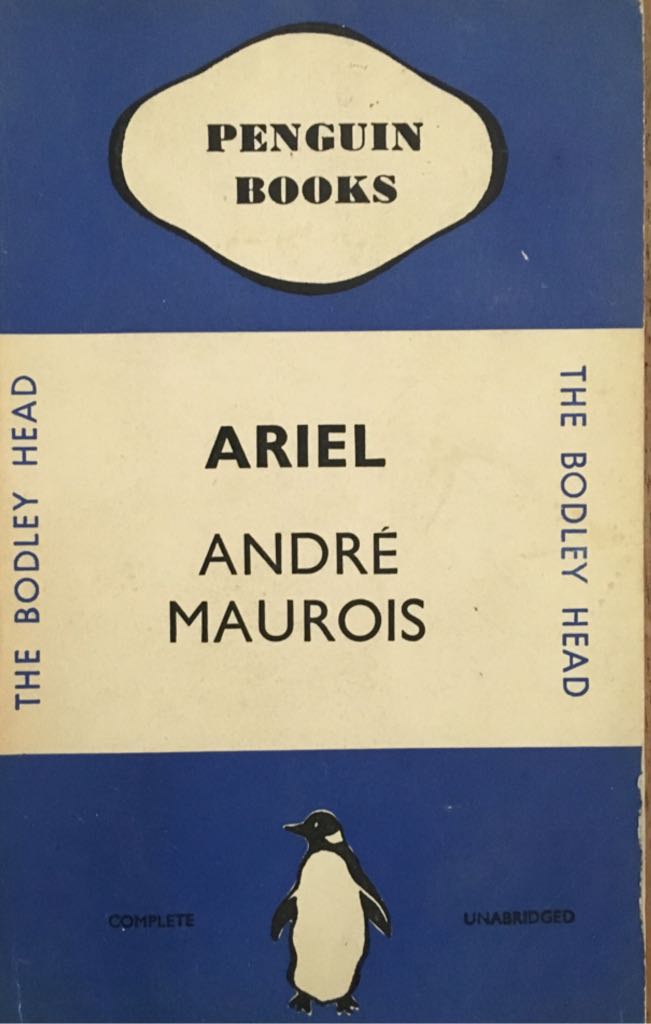 PENGUIN
BOOKS
THE BODLEY HEAD
THE BODLEY HEAD
ARIEL
ANDRÉ
MAUROIS
COMPLETE
UNABRIDGED